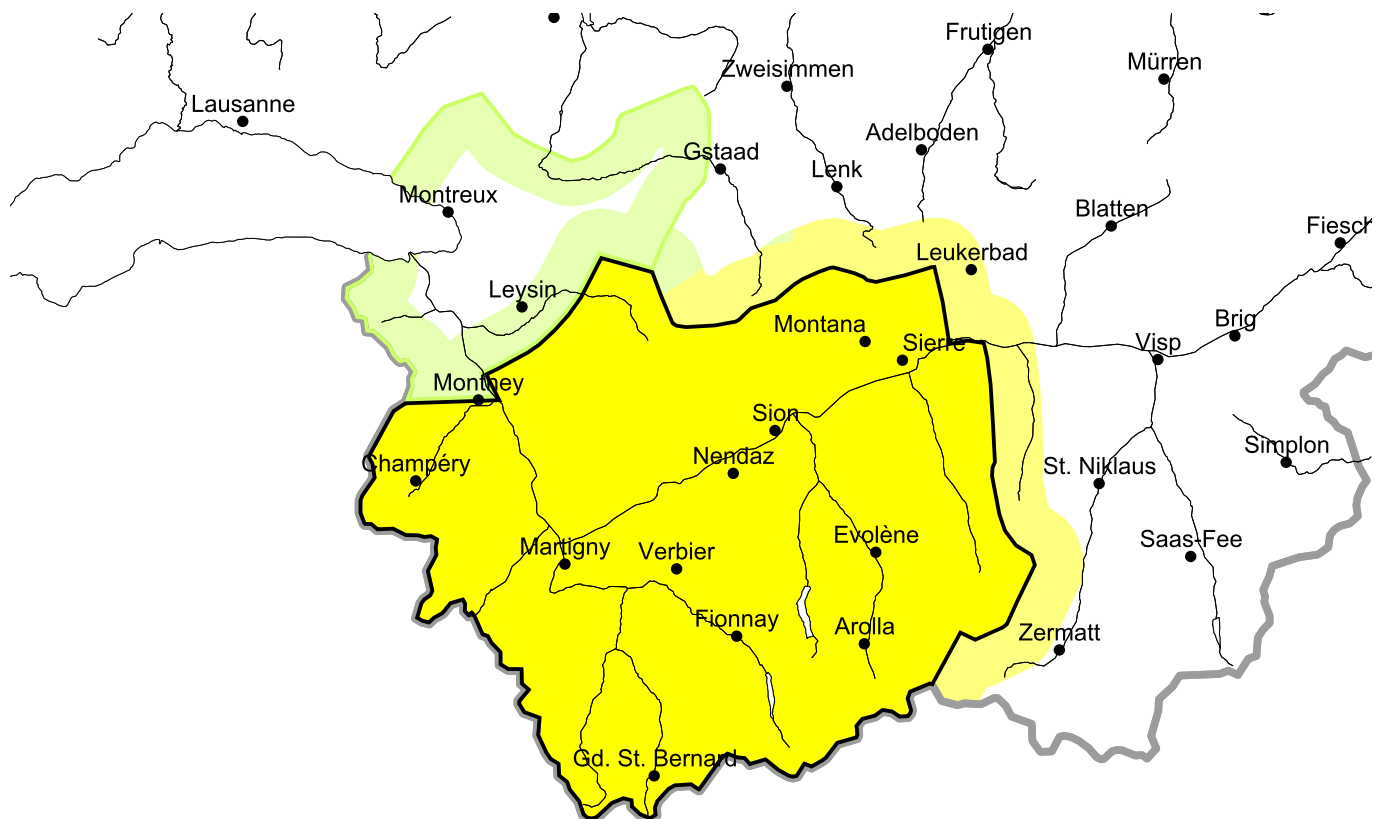 Frutigen
Zweisimmen
Mürren
Lausanne
Adelboden
Gstaad
Lenk
Montreux
Blatten
Fiesch
Leukerbad
Leysin
Montana
Brig
Sierre
Visp
Monthey
Sion
Simplon
Nendaz
Champéry
St. Niklaus
Evolène
Saas-Fee
Martigny
Verbier
Fionnay
Arolla
Zermatt
Gd. St. Bernard